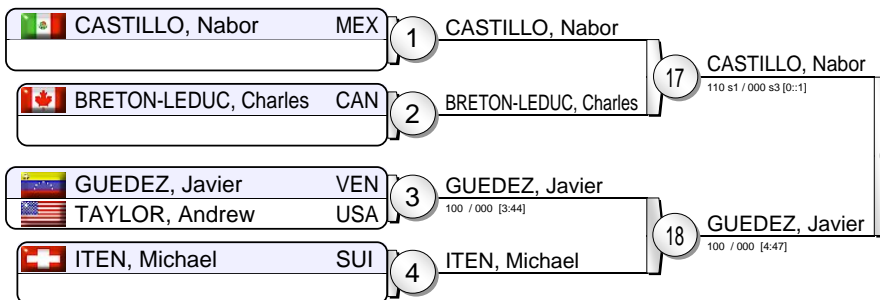 CASTILLO, Nabor MEX
1
CASTILLO, Nabor
BRETON-LEDUC, Charles CAN
2
BRETON-LEDUC, Charles
17
CASTILLO, Nabor
110 s1 / 000 s3 [0::1]
GUEDEZ, Javier VEN
TAYLOR, Andrew USA
3
GUEDEZ, Javier
100 / 000 [3:44]
ITEN, Michael SUI
4
ITEN, Michael
18
GUEDEZ, Javier
100 / 000 [4:47]